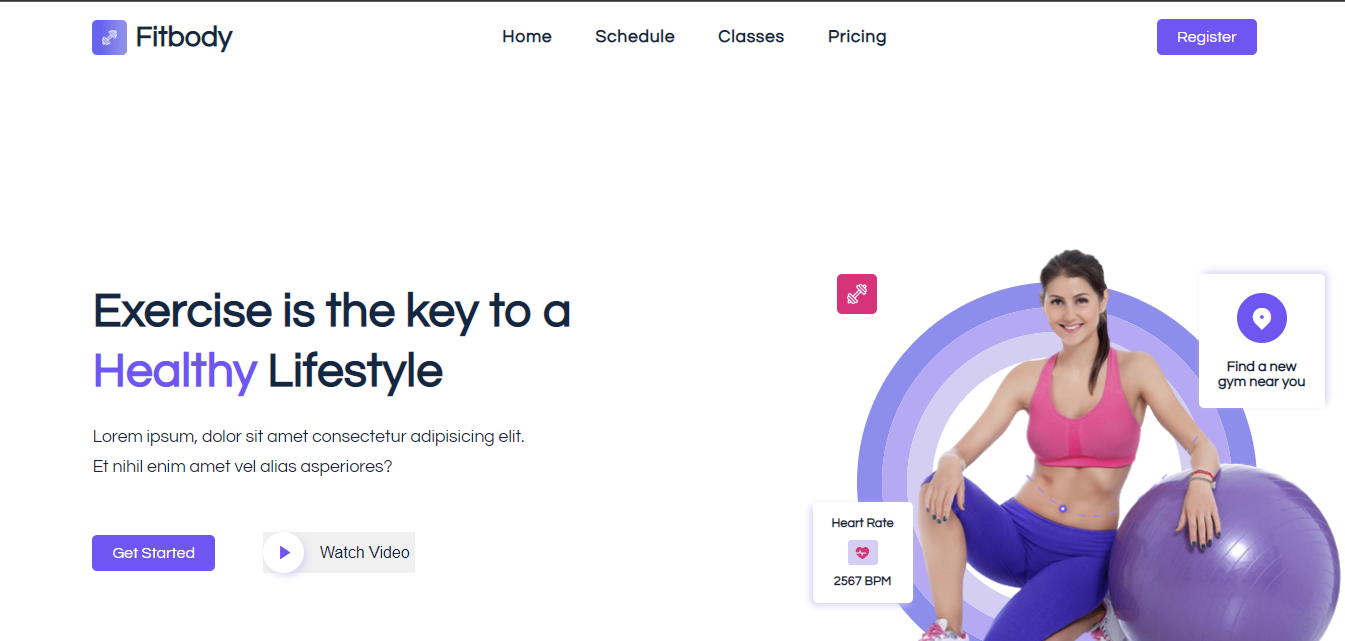 Fitbody
Home
Schedule
Classes
Pricing
Register
Exercise is the key to a
Healthy Lifestyle
Lorem ipsum, dolor sit amet consectetur adipisicing elit.
Et nihil enim amet vel alias asperiores?
Get Started
Watch Video
Find a new
gym near you
Heart Rate
2567 BPM